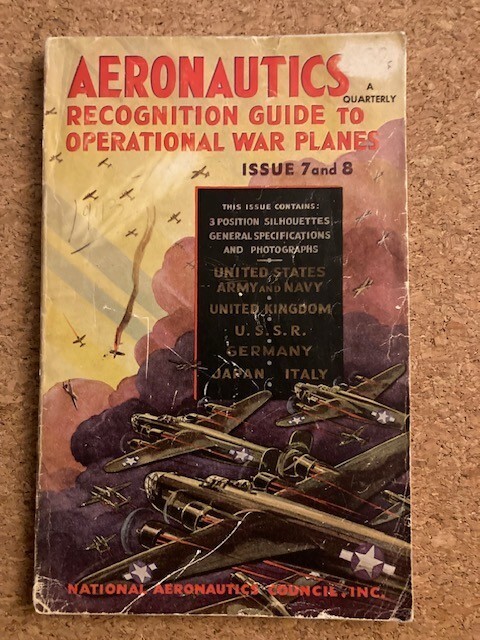 AERONAUTICS
A
QUARTERLY
RECOGNITION GUIDE TO
OPERATIONAL WAR PLANES
ISSUE 7 and 8
THIS ISSUE CONTAINS:
3 POSITION SILHOUETTES,
GENERAL SPECIFICATIONS
AND PHOTOGRAPHS
UNITED STATES
ARMY AND NAVY
UNITED KINGDOM
U.S.S.R.
GERMANY
JAPAN ITALY
NATIONAL AERONAUTICS COUNCIL, INC.